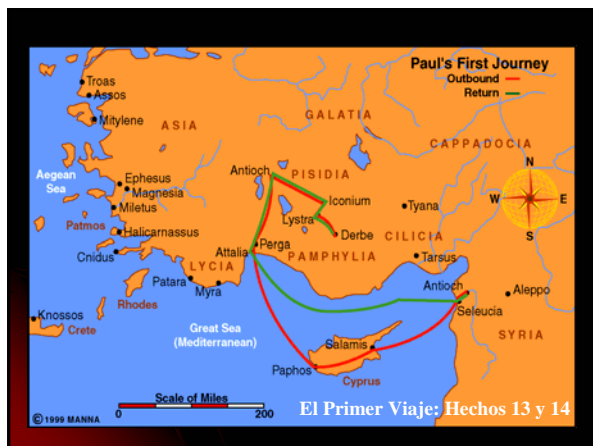 Paul's First Journey
Outbound
Return
Troas
Assos
Mitylene
ASIA
GALATIA
CAPPADOCIA
N
W
E
S
Aegean
Sea
Ephesus
Magnesia
Miletus
Antioch
PISIDIA
Iconium
Lystra
Derbe
Tyana
Patmos
Halicarnassus
Cnidus
Attalia
Perga
PAMPHYLIA
CILICIA
Tarsus
LYCIA
Patara
Myra
Antioch
Aleppo
Seleucia
Rhodes
Knossos
Crete
Great Sea
(Mediterranean)
Salamis
SYRIA
Paphos
Cyprus
Scale of Miles
0
200
©1999 MANNA
El Primer Viaje: Hechos 13 y 14